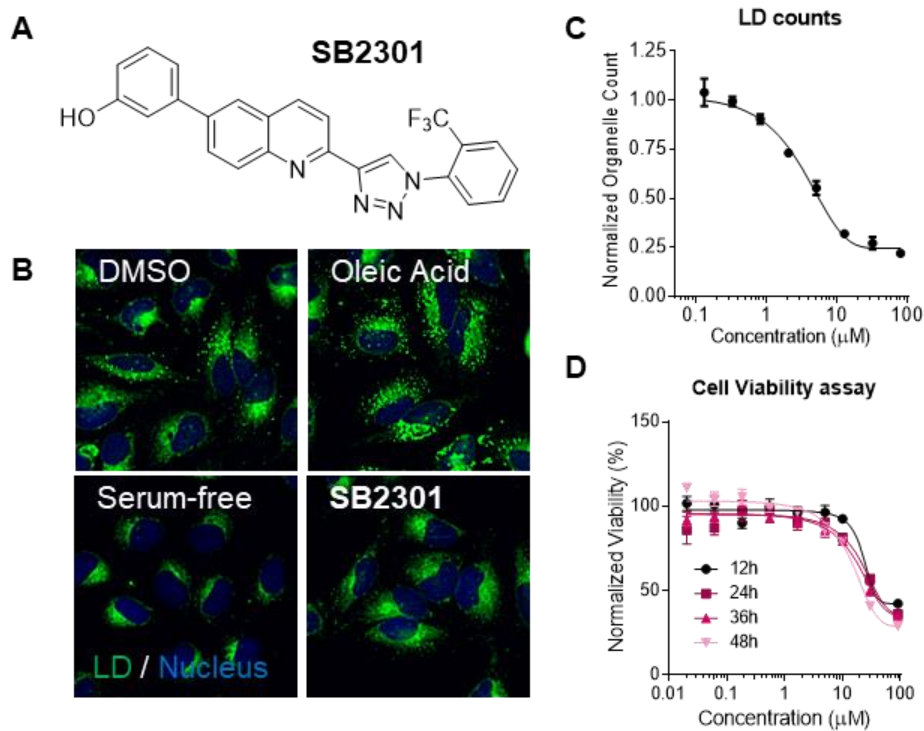 A
SB2301
HO
F₃C
N
N
N
N=N
B
DMSO
Oleic Acid
Serum-free
SB2301
LD / Nucleus
C
LD counts
Normalized Organelle Count
1.25
1.00
0.75
0.50
0.25
0.00
0.1 1 10 100
Concentration (μM)
D
Cell Viability assay
Normalized Viability (%)
150
100
50
0
12h
24h
36h
48h
0.01 0.1 1 10 100
Concentration (μM)